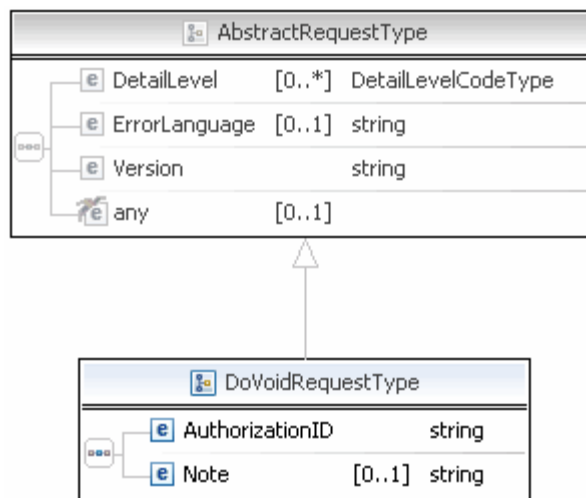 AbstractRequestType
e DetailLevel [0..*] DetailLevelCodeType
e ErrorLanguage [0..1] string
e Version string
e any [0..1]
DoVoidRequestType
e AuthorizationID string
e Note [0..1] string